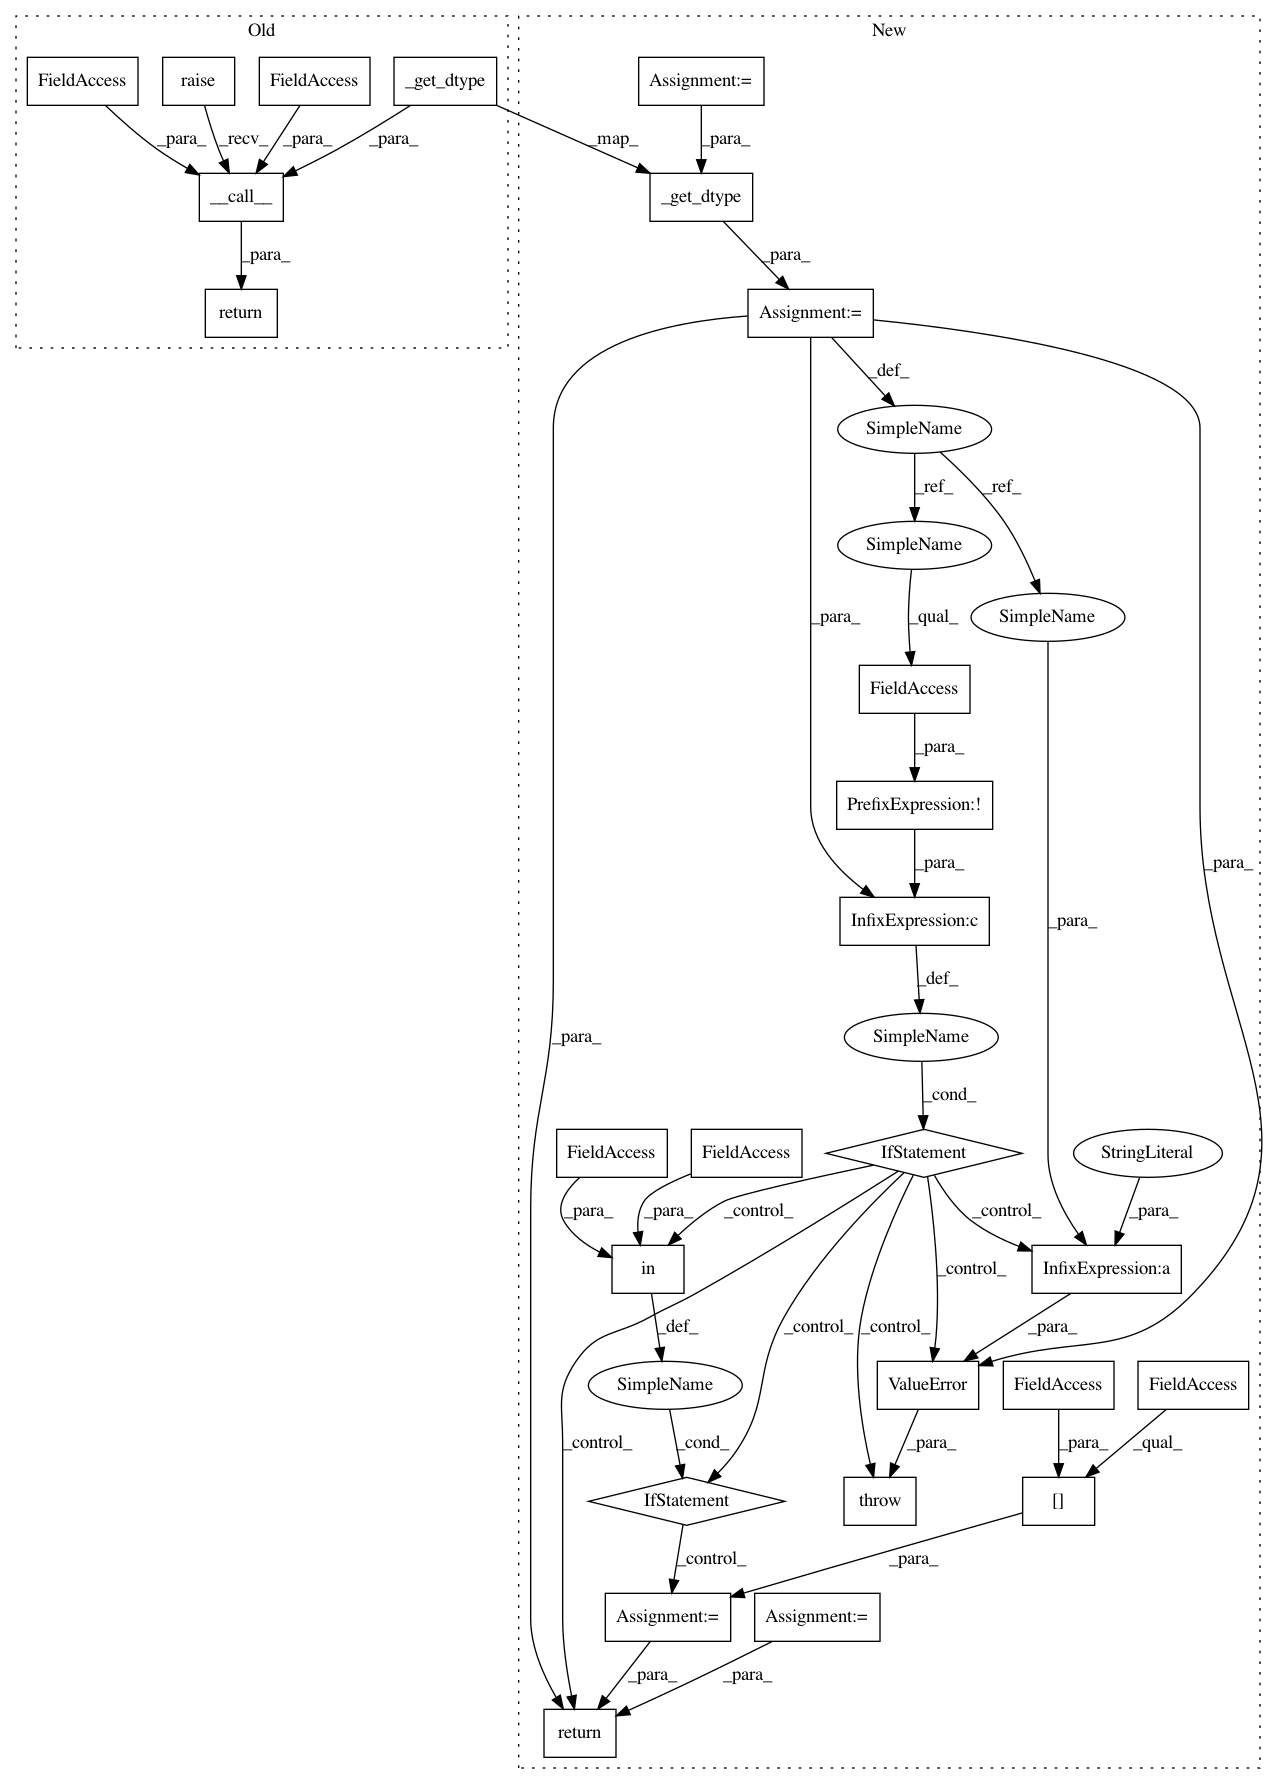 Old
New
FieldAccess
raise
FieldAccess
_get_dtype
Assignment:=
_para_
_recv_
_para_
_para_
_map_
_para_
__call__
_get_dtype
_para_
_para_
return
Assignment:=
_def_
SimpleName
_ref_
_ref_
SimpleName
SimpleName
_para_
_qual_
FieldAccess
_para_
PrefixExpression:!
_para_
_para_
InfixExpression:c
_para_
_def_
SimpleName
_para_
_cond_
FieldAccess
FieldAccess
IfStatement
StringLiteral
_para_
_para_
_control_
_control_
_para_
in
_control_
InfixExpression:a
_def_
_control_
_control_
_para_
SimpleName
ValueError
FieldAccess
FieldAccess
_control_
_cond_
_para_
_para_
_qual_
IfStatement
throw
[]
_control_
_para_
Assignment:=
Assignment:=
_para_
_para_
return